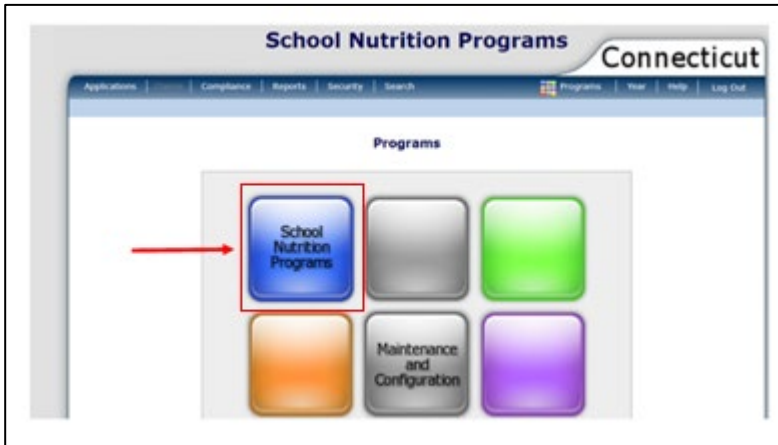 School Nutrition Programs
Connecticut
Applications | | Compliance | Reports | Security | Search Programs | Year | Help | Log Out
Programs
School
Nutrition
Programs
Maintenance
and
Configuration